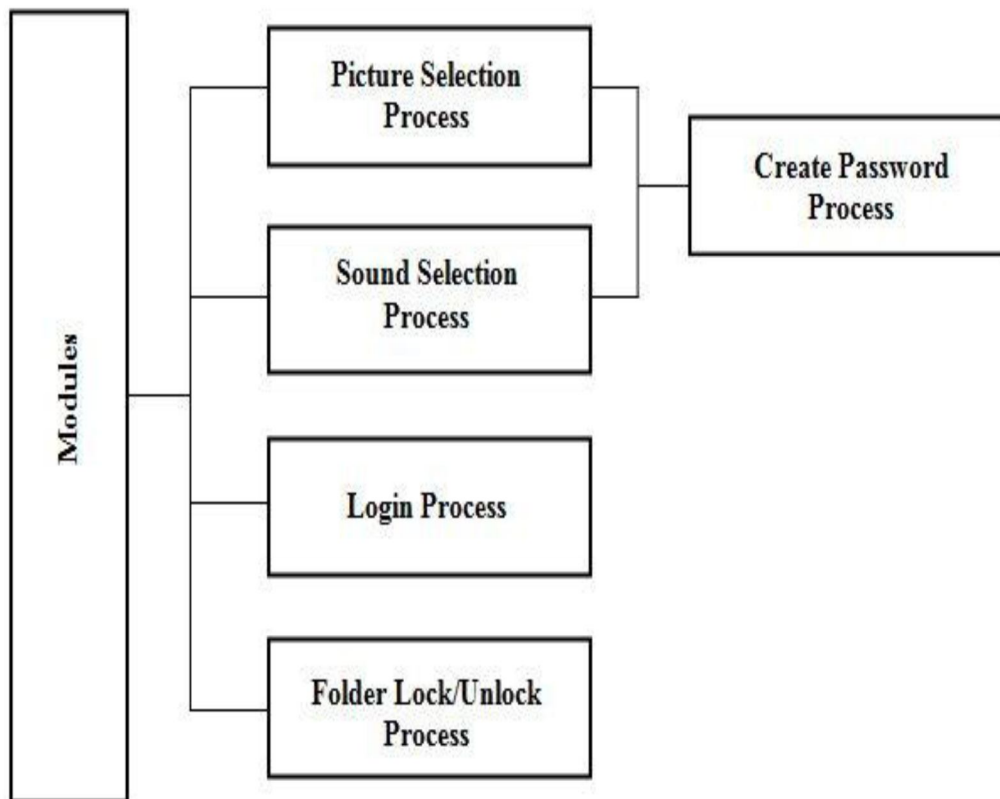 Modules
Picture Selection
Process
Sound Selection
Process
Login Process
Folder Lock/Unlock
Process
Create Password
Process